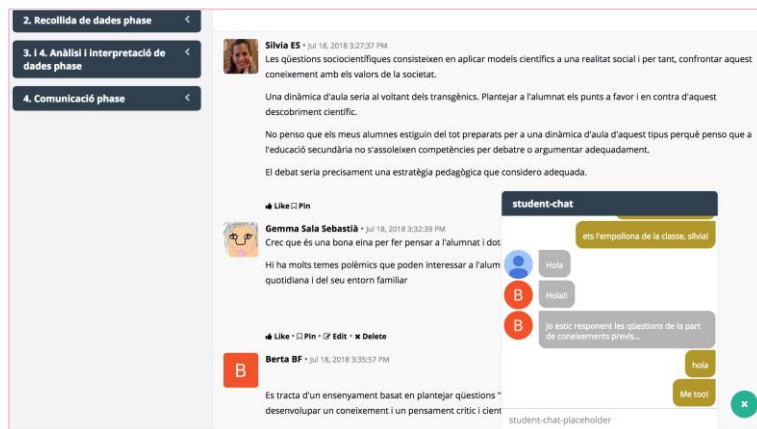 2. Recollida de dades phase
3. i 4. Anàlisi i interpretació de
dades phase
4. Comunicació phase
Silvia ES • Jul 18, 2018 3:27:37 PM
Les qüestions sociocientífiques consisteixen en aplicar models científics a una realitat social i per tant, confrontar aquest
coneixement amb els valors de la societat.
Una dinàmica d'aula seria al voltant dels transgènics. Plantejar a l'alumnat els punts a favor i en contra d'aquest
descobriment científic.
No penso que els meus alumnes estiguin del tot preparats per a una dinàmica d'aula d'aquest tipus perquè penso que a
l'educació secundària no s'assoleixen competències per debatre o argumentar adequadament.
El debat seria precisament una estratègia pedagògica que considero adequada.
Like Pin
Gemma Sala Sebastià • Jul 18, 2018 3:32:39 PM
Crec que és una bona eina per fer pensar a l'alumnat i dot
Hi ha molts temes polèmics que poden interessar a l'alum
quotidiana i del seu entorn familiar
Like • Pin • Edit • Delete
B
Berta BF • Jul 18, 2018 3:35:57 PM
Es tracta d'un ensenyament basat en plantejar qüestions "
desenvolupar un coneixement i un pensament crític i cient
student-chat
ets l'empollona de la classe, sílvia!
Hola
B
Hola!!
B
Jo estic responent les qüestions de la part
de coneixements previs...
hola
Me too!
student-chat-placeholder